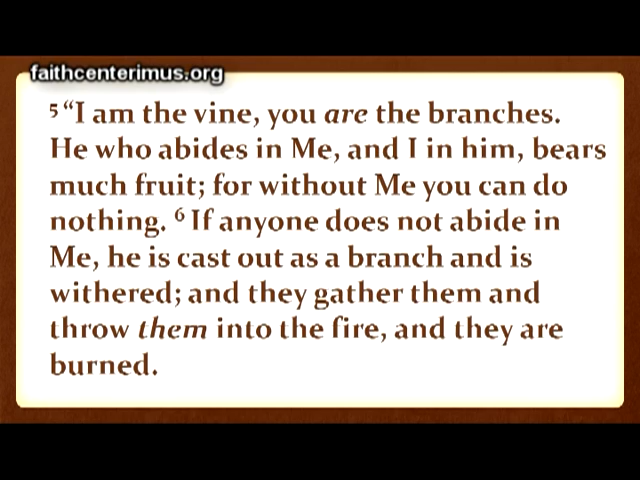 faithcenterimus.org
5 “I am the vine, you are the branches.
He who abides in Me, and I in him, bears
much fruit; for without Me you can do
nothing. 6 If anyone does not abide in
Me, he is cast out as a branch and is
withered; and they gather them and
throw them into the fire, and they are
burned.